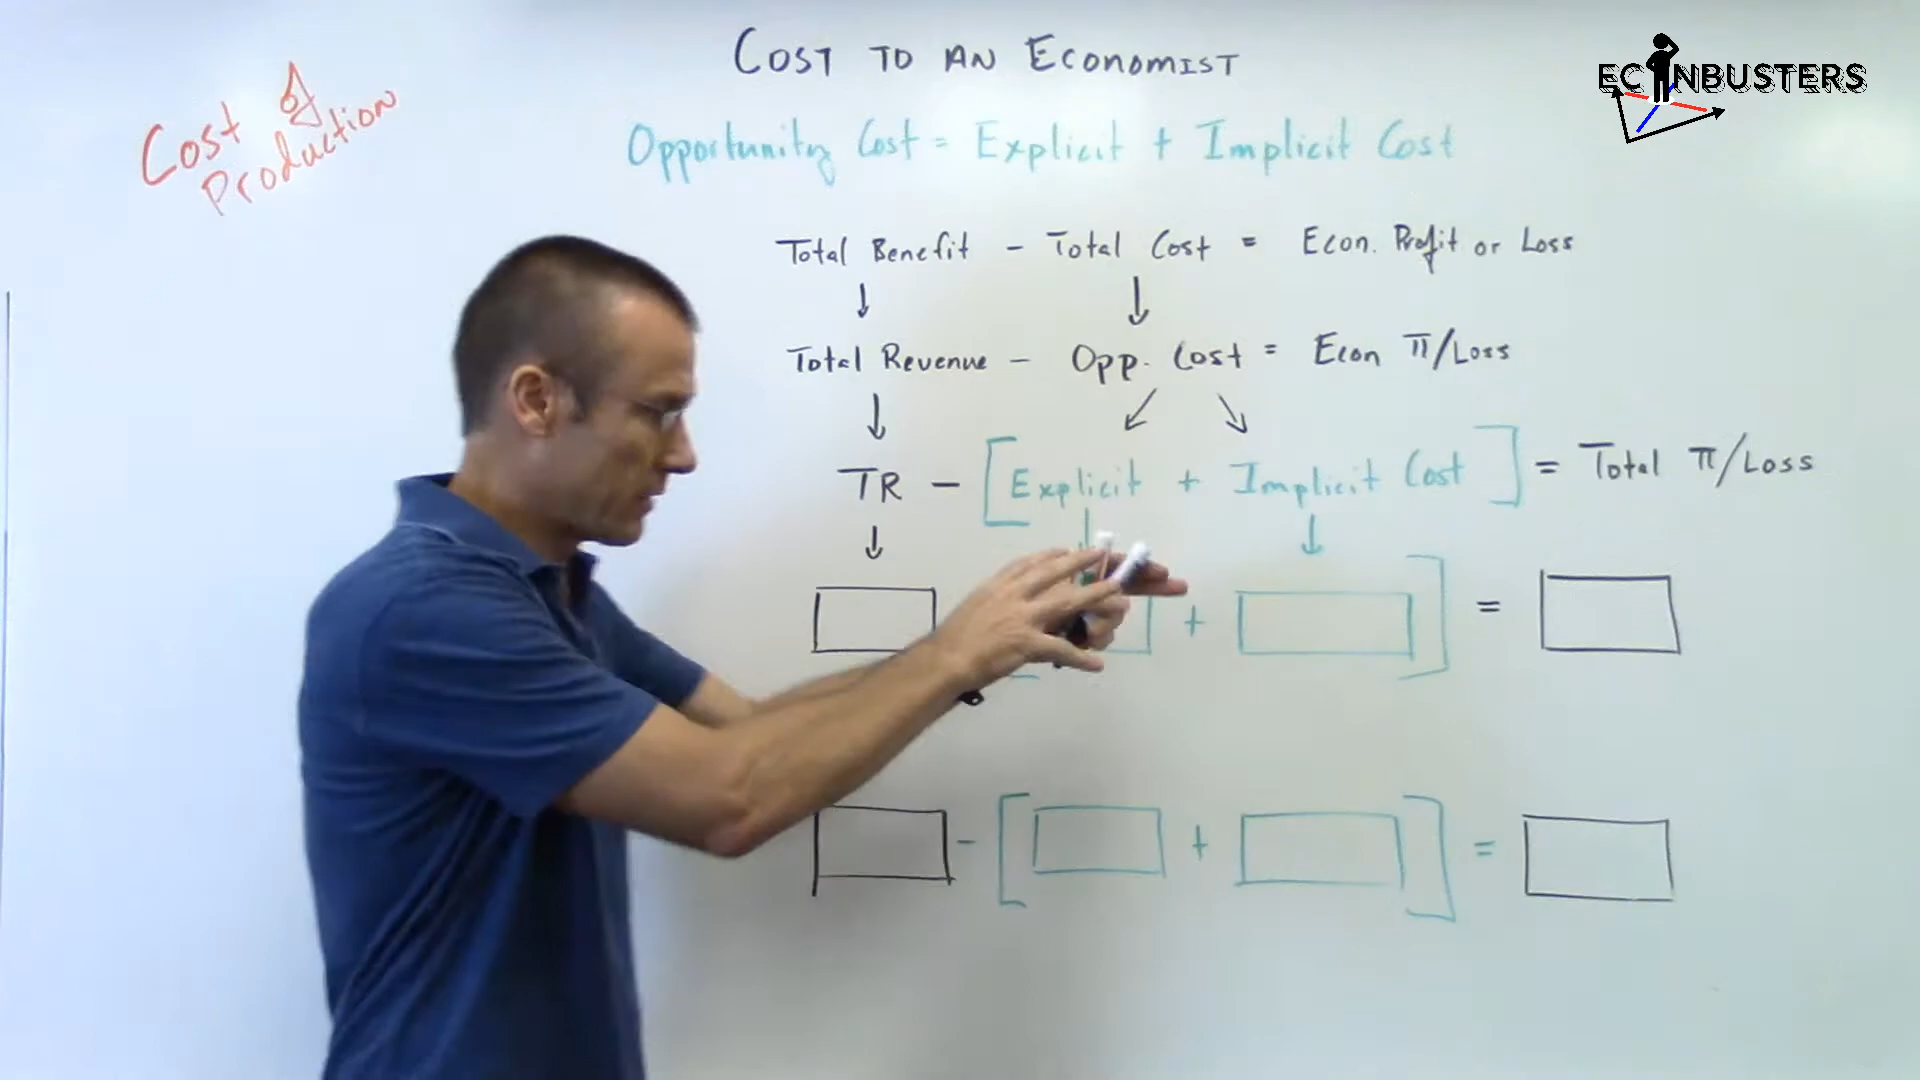 COST TO AN ECONOMIST
ECONBUSTERS
Cost of
Production
Opportunity Cost = Explicit + Implicit Cost
Total Benefit - Total Cost = Econ. Profit or Loss
Total Revenue - Opp. Cost = Econ π/Loss
TR - [Explicit + Implicit Cost] = Total π/Loss
+ ] =
- [ + ] =